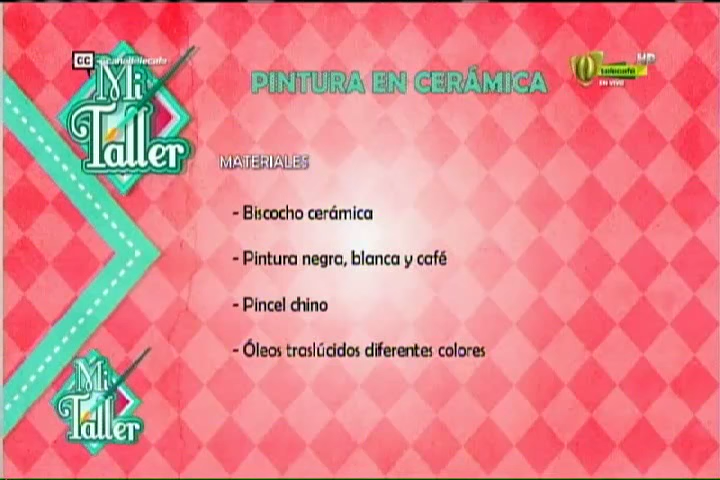 CC
@canaltelecafe
Mi
Taller
PINTURA EN CERÁMICA
HD
telecafé
EN VIVO
MATERIALES
- Biscocho cerámica
- Pintura negra, blanca y café
- Pincel chino
- Óleos traslúcidos diferentes colores
Mi
Taller